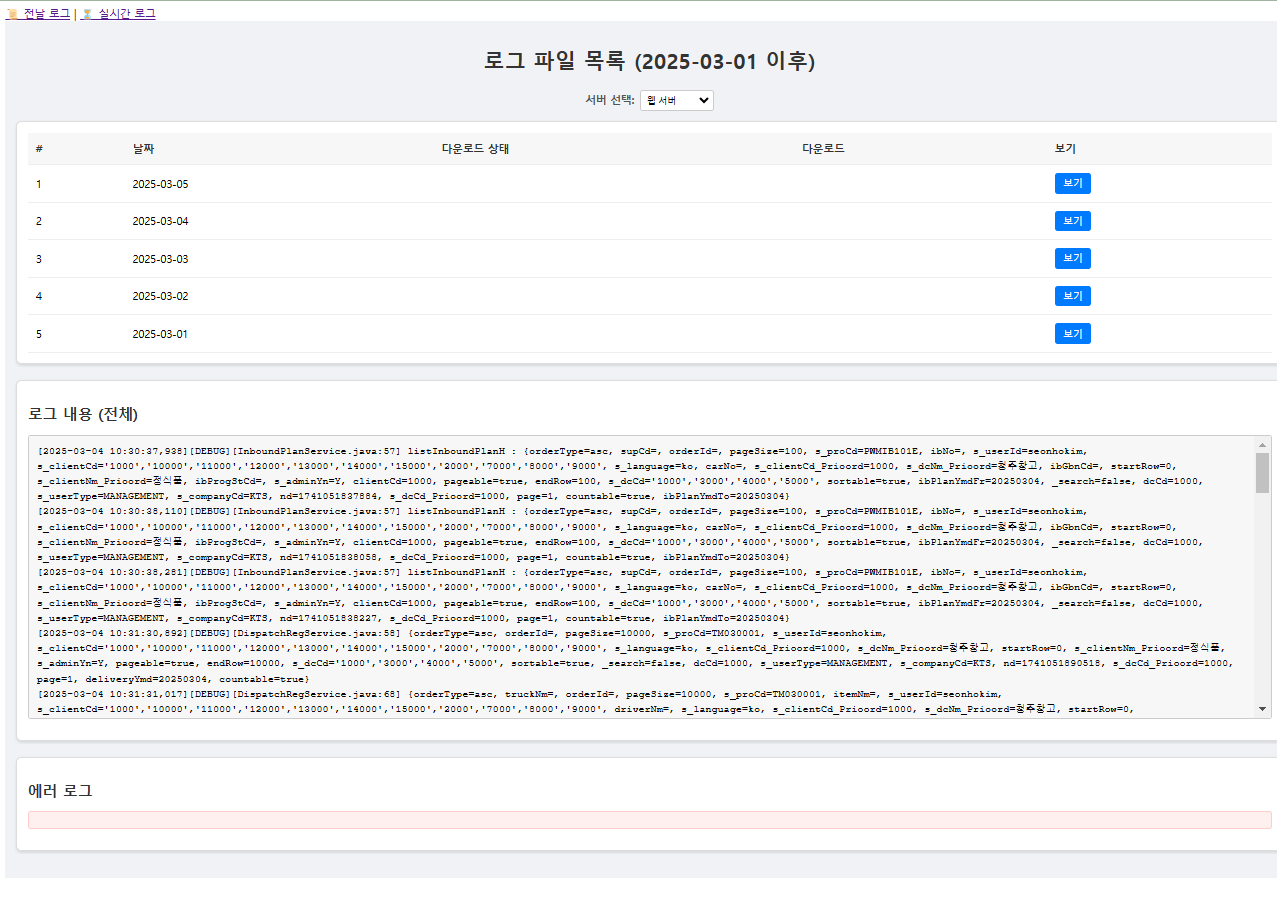 전날 로그 | 실시간 로그
로그 파일 목록 (2025-03-01 이후)
서버 선택: 웹 서버
# 날짜 다운로드 상태 다운로드 보기
1 2025-03-05 보기
2 2025-03-04 보기
3 2025-03-03 보기
4 2025-03-02 보기
5 2025-03-01 보기
로그 내용 (전체)
[2025-03-04 10:30:37,938][DEBUG][InboundPlanService.java:57] listInboundPlanH : {orderType=asc, supCd=, orderId=, pageSize=100, s_proCd=PWMIB101E, ibNo=, s_userId=seonhokim,
s_clientCd='1000','10000','11000','12000','13000','14000','15000','2000','7000','8000','9000', s_language=ko, carNo=, s_clientCd_Prioord=1000, s_dcNm_Prioord=청주창고, ibGbnCd=, startRow=0,
s_clientNm_Prioord=정식품, ibProgStCd=, s_adminYn=Y, clientCd=1000, pageable=true, endRow=100, s_dcCd='1000','3000','4000','5000', sortable=true, ibPlanYmdFr=20250304, _search=false, dcCd=1000,
s_userType=MANAGEMENT, s_companyCd=KTS, nd=1741051837884, s_dcCd_Prioord=1000, page=1, countable=true, ibPlanYmdTo=20250304}
[2025-03-04 10:30:38,110][DEBUG][InboundPlanService.java:57] listInboundPlanH : {orderType=asc, supCd=, orderId=, pageSize=100, s_proCd=PWMIB101E, ibNo=, s_userId=seonhokim,
s_clientCd='1000','10000','11000','12000','13000','14000','15000','2000','7000','8000','9000', s_language=ko, carNo=, s_clientCd_Prioord=1000, s_dcNm_Prioord=청주창고, ibGbnCd=, startRow=0,
s_clientNm_Prioord=정식품, ibProgStCd=, s_adminYn=Y, clientCd=1000, pageable=true, endRow=100, s_dcCd='1000','3000','4000','5000', sortable=true, ibPlanYmdFr=20250304, _search=false, dcCd=1000,
s_userType=MANAGEMENT, s_companyCd=KTS, nd=1741051838058, s_dcCd_Prioord=1000, page=1, countable=true, ibPlanYmdTo=20250304}
[2025-03-04 10:30:38,281][DEBUG][InboundPlanService.java:57] listInboundPlanH : {orderType=asc, supCd=, orderId=, pageSize=100, s_proCd=PWMIB101E, ibNo=, s_userId=seonhokim,
s_clientCd='1000','10000','11000','12000','13000','14000','15000','2000','7000','8000','9000', s_language=ko, carNo=, s_clientCd_Prioord=1000, s_dcNm_Prioord=청주창고, ibGbnCd=, startRow=0,
s_clientNm_Prioord=정식품, ibProgStCd=, s_adminYn=Y, clientCd=1000, pageable=true, endRow=100, s_dcCd='1000','3000','4000','5000', sortable=true, ibPlanYmdFr=20250304, _search=false, dcCd=1000,
s_userType=MANAGEMENT, s_companyCd=KTS, nd=1741051838227, s_dcCd_Prioord=1000, page=1, countable=true, ibPlanYmdTo=20250304}
[2025-03-04 10:31:30,892][DEBUG][DispatchRegService.java:58] {orderType=asc, orderId=, pageSize=10000, s_proCd=TM030001, s_userId=seonhokim,
s_clientCd='1000','10000','11000','12000','13000','14000','15000','2000','7000','8000','9000', s_language=ko, s_clientCd_Prioord=1000, s_dcNm_Prioord=청주창고, startRow=0, s_clientNm_Prioord=정식품,
s_adminYn=Y, pageable=true, endRow=10000, s_dcCd='1000','3000','4000','5000', sortable=true, _search=false, dcCd=1000, s_userType=MANAGEMENT, s_companyCd=KTS, nd=1741051890518, s_dcCd_Prioord=1000,
page=1, deliveryYmd=20250304, countable=true}
[2025-03-04 10:31:31,017][DEBUG][DispatchRegService.java:68] {orderType=asc, truckNm=, orderId=, pageSize=10000, s_proCd=TM030001, itemNm=, s_userId=seonhokim,
s_clientCd='1000','10000','11000','12000','13000','14000','15000','2000','7000','8000','9000', driverNm=, s_language=ko, s_clientCd_Prioord=1000, s_dcNm_Prioord=청주창고, startRow=0,
에러 로그